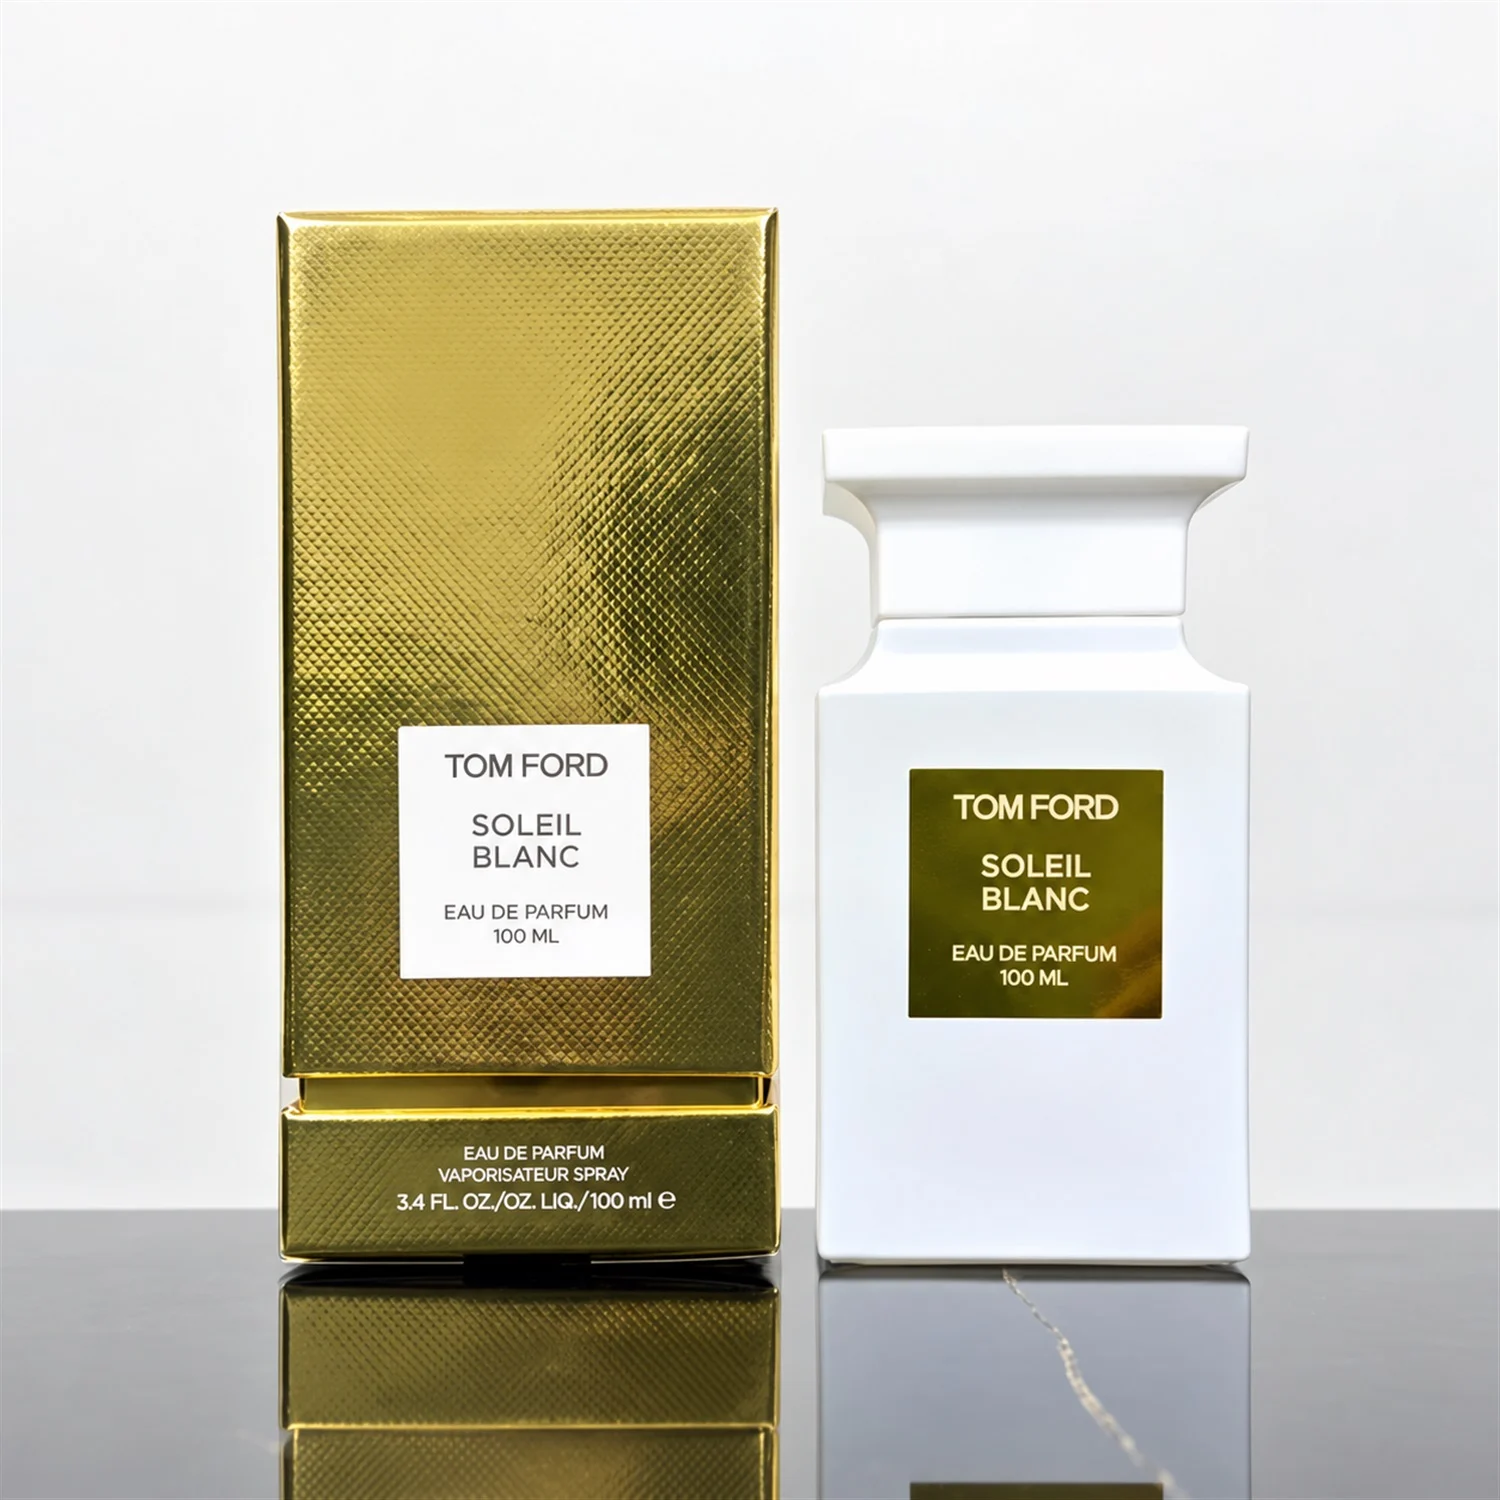 TOM FORD
SOLEIL
BLANC
EAU DE PARFUM
100 ML
EAU DE PARFUM
VAPORISATEUR SPRAY
3.4 FL. OZ./OZ. LIQ./100 ml ℮
TOM FORD
SOLEIL
BLANC
EAU DE PARFUM
100 ML